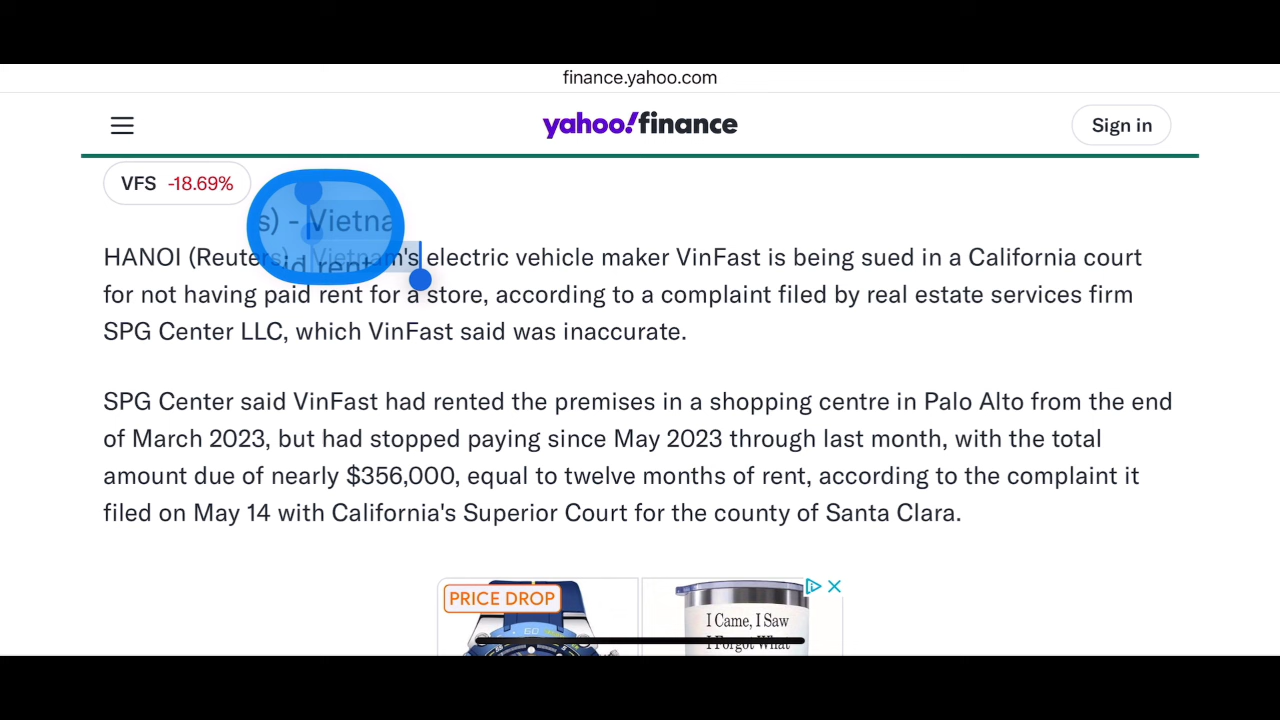 finance.yahoo.com
yahoo!finance
Sign in
VFS -18.69%
s) - Vietna
id rent
HANOI (Reuters) - Vietnam's electric vehicle maker VinFast is being sued in a California court
for not having paid rent for a store, according to a complaint filed by real estate services firm
SPG Center LLC, which VinFast said was inaccurate.
SPG Center said VinFast had rented the premises in a shopping centre in Palo Alto from the end
of March 2023, but had stopped paying since May 2023 through last month, with the total
amount due of nearly $356,000, equal to twelve months of rent, according to the complaint it
filed on May 14 with California's Superior Court for the county of Santa Clara.
PRICE DROP
I Came, I Saw
I Forgot What